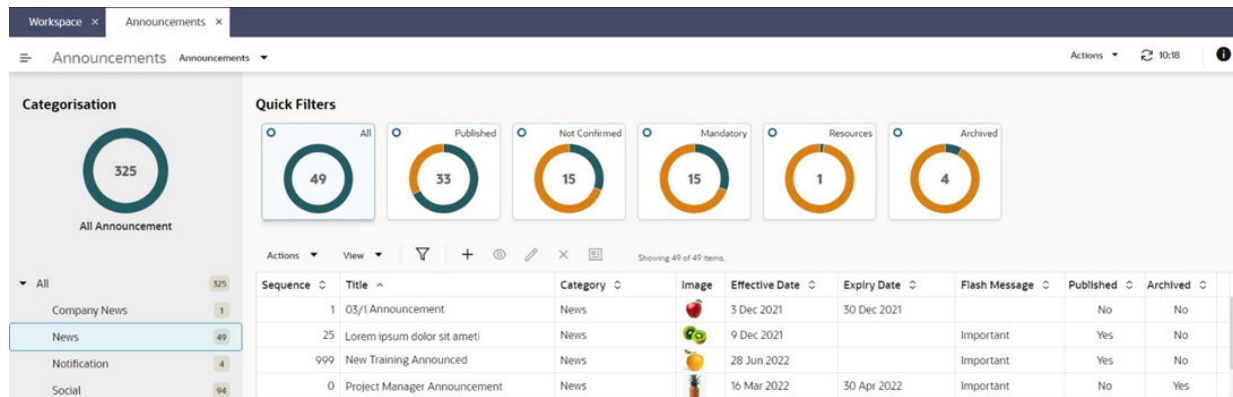 Workspace ×
Announcements ×
Announcements Announcements
Actions
10:18
Categorisation
325
All Announcement
All 325
Company News 1
News 49
Notification 4
Social 94
Quick Filters
All
49
Published
33
Not Confirmed
15
Mandatory
15
Resources
1
Archived
4
Actions View Showing 49 of 49 items.
Sequence Title Category Image Effective Date Expiry Date Flash Message Published Archived
1 03/1 Announcement News 3 Dec 2021 30 Dec 2021 No No
25 Lorem ipsum dolor sit amet News 9 Dec 2021 Important Yes No
999 New Training Announced News 28 Jun 2022 Important Yes No
0 Project Manager Announcement News 16 Mar 2022 30 Apr 2022 Important No Yes